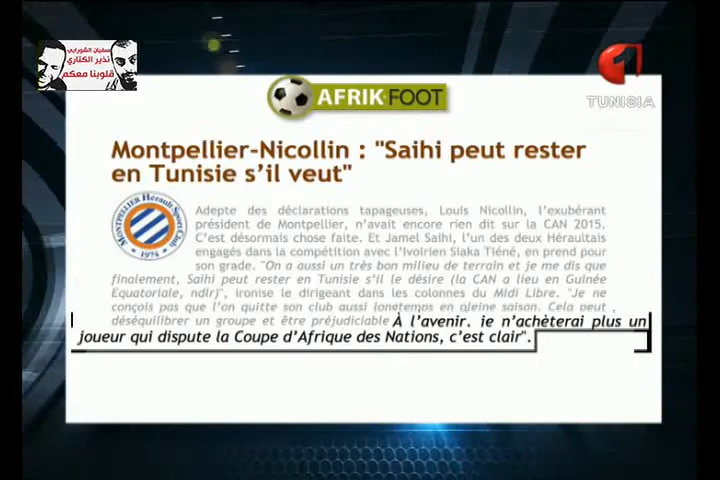 سفيان الشورابي
نذير الكتاري
قلوبنا معكم
1
TUNISIA
AFRIK-FOOT
Montpellier-Nicollin : "Saihi peut rester
en Tunisie s’il veut"
MONTPELLIER Hérault Sport Club
1974
Adepte des déclarations tapageuses, Louis Nicollin, l’exubérant
président de Montpellier, n’avait encore rien dit sur la CAN 2015.
C’est désormais chose faite. Et Jamel Saihi, l’un des deux Héraultais
engagés dans la compétition avec l’Ivoirien Siaka Tiéné, en prend pour
son grade. "On a aussi un très bon milieu de terrain et je me dis que
finalement, Saihi peut rester en Tunisie s’il le désire (la CAN a lieu en Guinée
Equatoriale, ndlr)", ironise le dirigeant dans les colonnes du Midi Libre. "Je ne
conçois pas que l’on quitte son club aussi longtemps en pleine saison. Cela peut
déséquilibrer un groupe et être préjudiciable À l’avenir, je n’achèterai plus un
joueur qui dispute la Coupe d’Afrique des Nations, c’est clair".